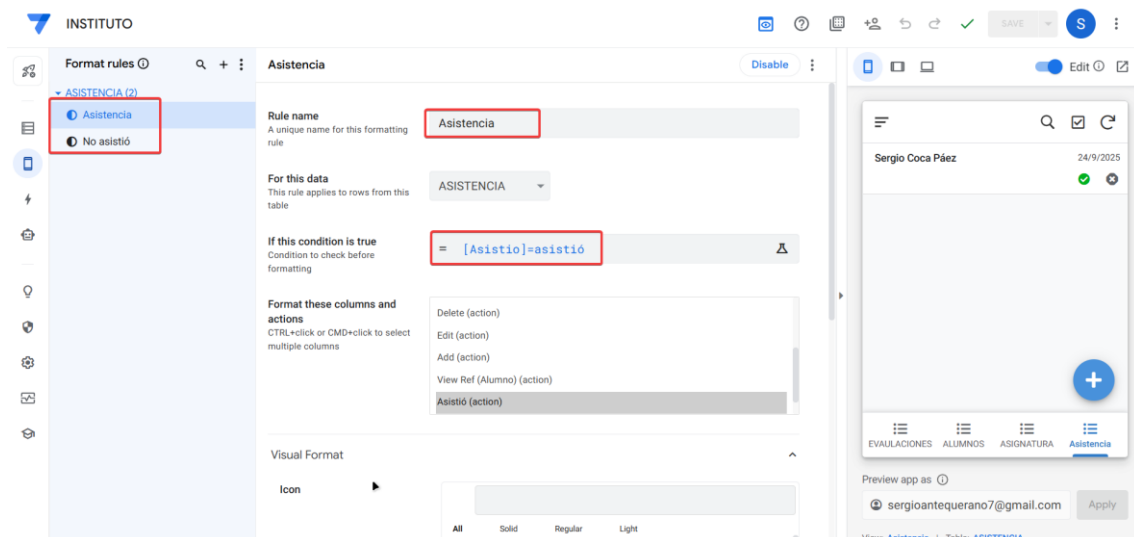 INSTITUTO
SAVE
S
Format rules
ASISTENCIA (2)
Asistencia
No asistió
Asistencia
Disable
Rule name
A unique name for this formatting
rule
Asistencia
For this data
This rule applies to rows from this
table
ASISTENCIA
If this condition is true
Condition to check before
formatting
= [Asistio]=asistió
Format these columns and
actions
CTRL+click or CMD+click to select
multiple columns
Delete (action)
Edit (action)
Add (action)
View Ref (Alumno) (action)
Asistió (action)
Visual Format
Icon
All Solid Regular Light
Edit
Sergio Coca Páez 24/9/2025
EVAULACIONES ALUMNOS ASIGNATURA Asistencia
Preview app as
sergioantequerano7@gmail.com Apply
View: Asistencia | Table: ASISTENCIA